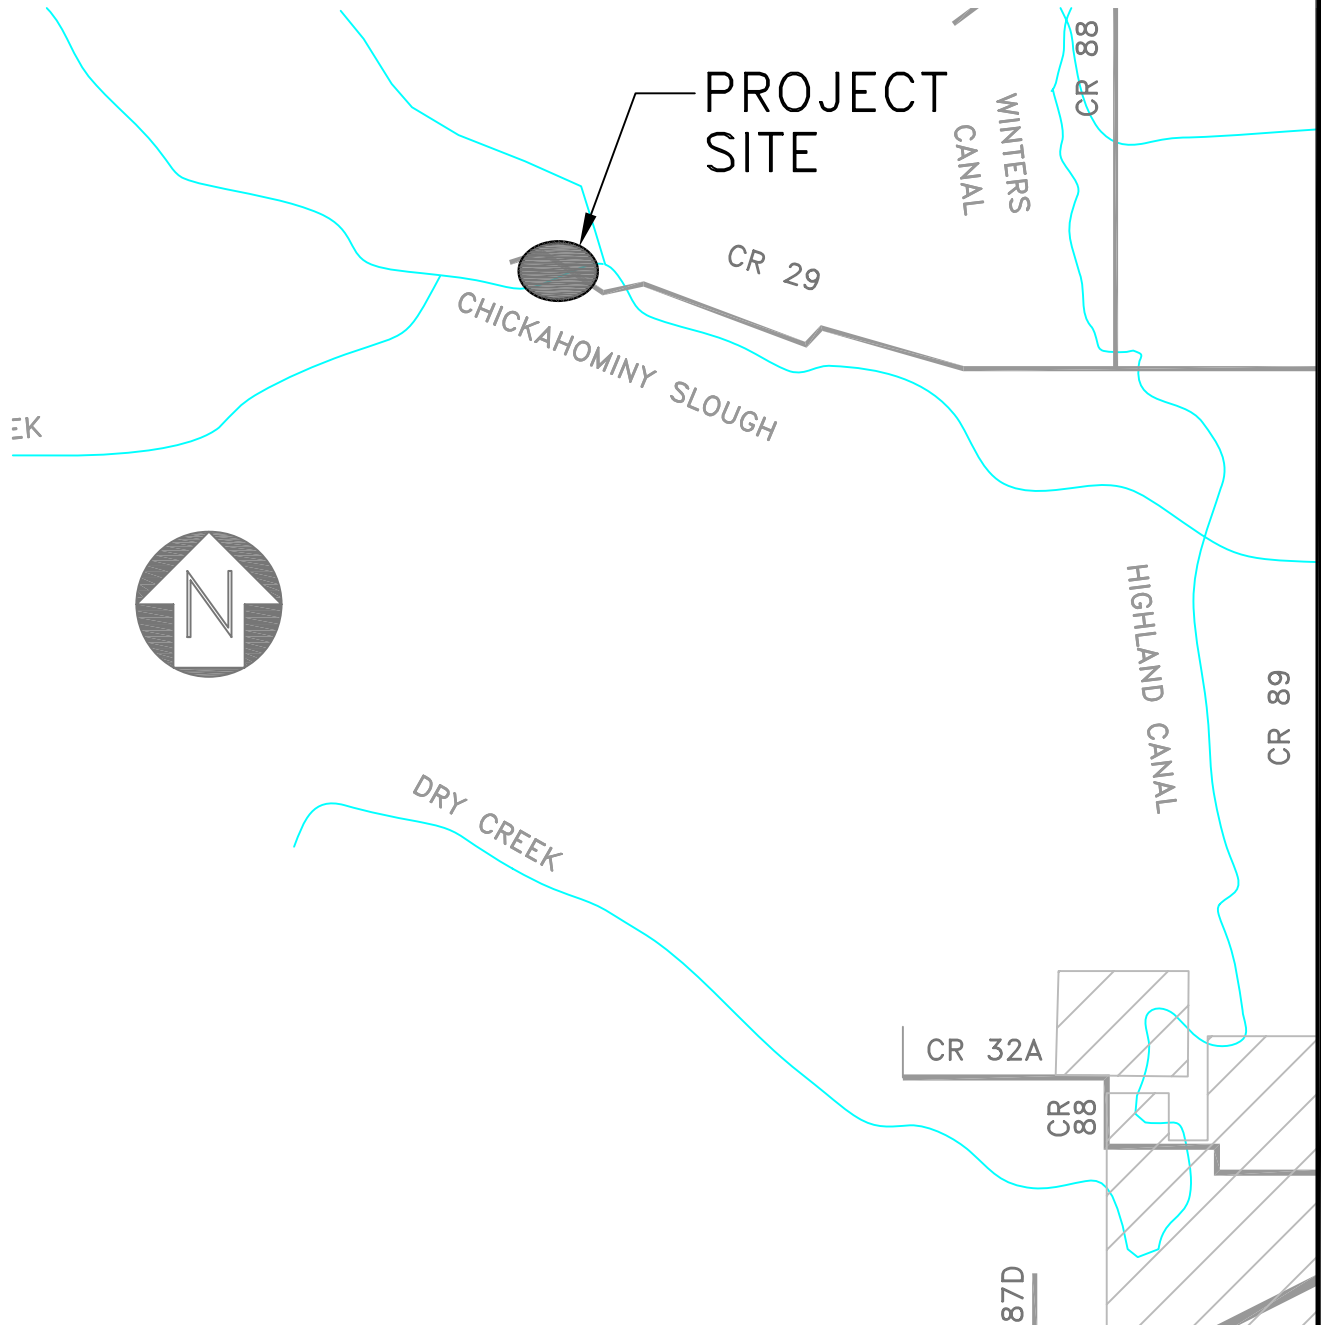 PROJECT
SITE
CR 88
WINTERS
CANAL
CR 29
CHICKAHOMINY SLOUGH
EK
N
HIGHLAND CANAL
CR 89
DRY CREEK
CR 32A
CR
88
87D